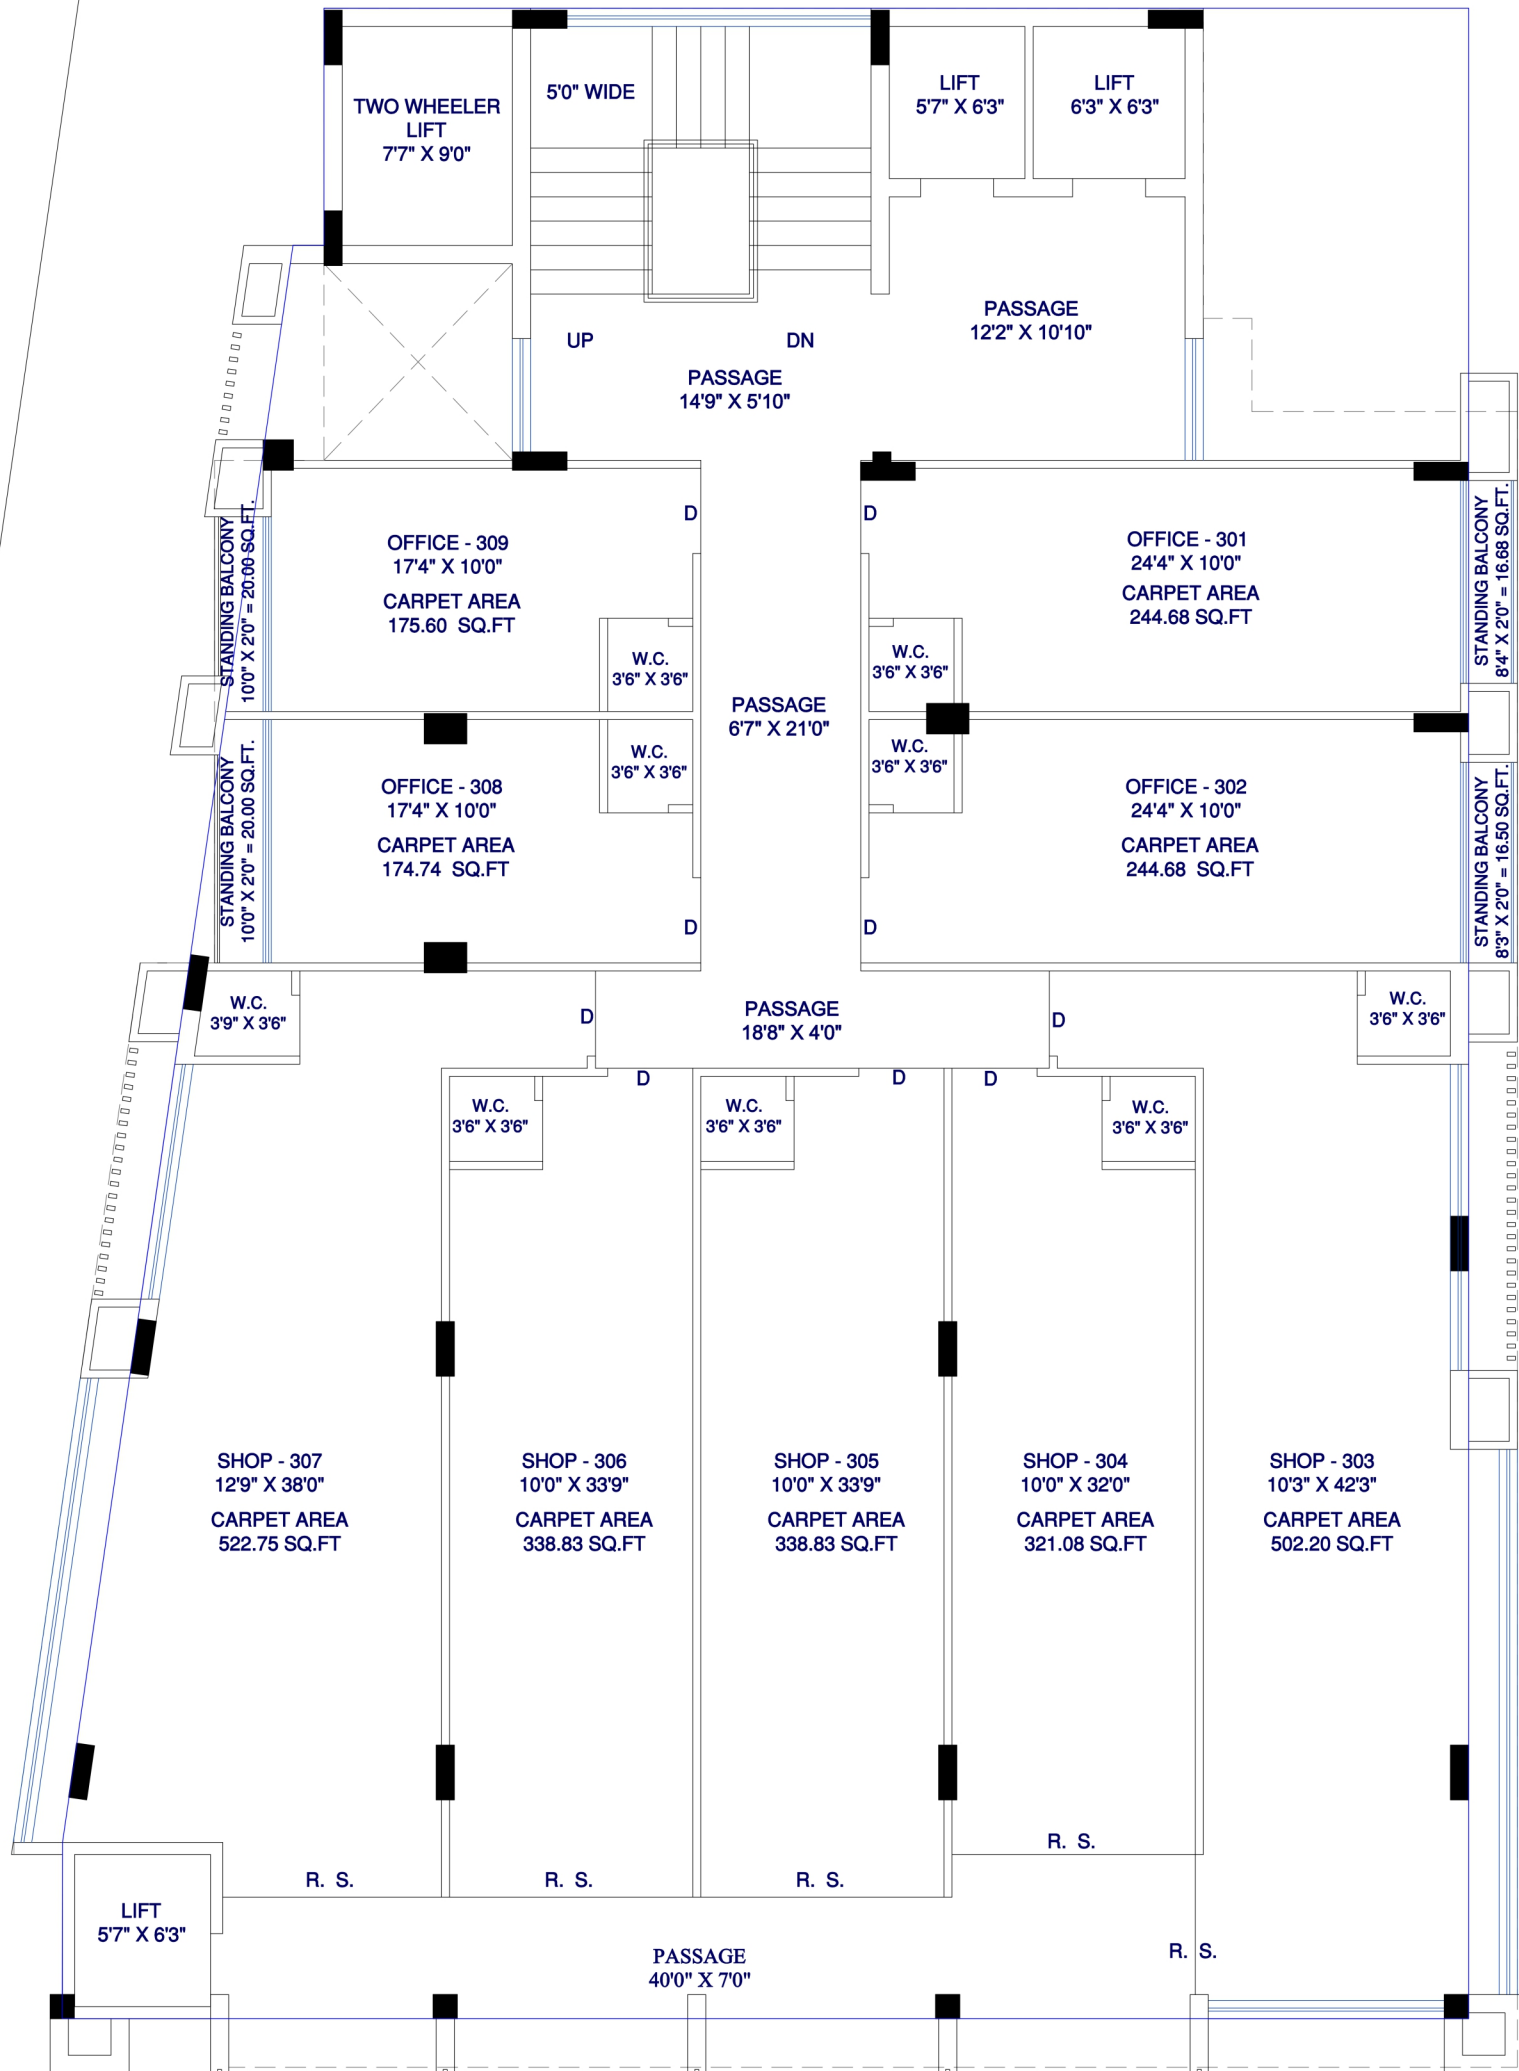 TWO WHEELER
LIFT
7'7" X 9'0"
5'0" WIDE
LIFT
5'7" X 6'3"
LIFT
6'3" X 6'3"
UP
DN
PASSAGE
12'2" X 10'10"
PASSAGE
14'9" X 5'10"
STANDING BALCONY
10'0" X 2'0" = 20.00 SQ.FT.
OFFICE - 309
17'4" X 10'0"
CARPET AREA
175.60 SQ.FT
D
W.C.
3'6" X 3'6"
D
W.C.
3'6" X 3'6"
OFFICE - 301
24'4" X 10'0"
CARPET AREA
244.68 SQ.FT
STANDING BALCONY
8'4" X 2'0" = 16.68 SQ.FT.
PASSAGE
6'7" X 21'0"
STANDING BALCONY
10'0" X 2'0" = 20.00 SQ.FT.
OFFICE - 308
17'4" X 10'0"
CARPET AREA
174.74 SQ.FT
W.C.
3'6" X 3'6"
D
W.C.
3'6" X 3'6"
D
OFFICE - 302
24'4" X 10'0"
CARPET AREA
244.68 SQ.FT
STANDING BALCONY
8'3" X 2'0" = 16.50 SQ.FT.
W.C.
3'9" X 3'6"
D
PASSAGE
18'8" X 4'0"
D
W.C.
3'6" X 3'6"
D
D
D
W.C.
3'6" X 3'6"
W.C.
3'6" X 3'6"
W.C.
3'6" X 3'6"
SHOP - 307
12'9" X 38'0"
CARPET AREA
522.75 SQ.FT
SHOP - 306
10'0" X 33'9"
CARPET AREA
338.83 SQ.FT
SHOP - 305
10'0" X 33'9"
CARPET AREA
338.83 SQ.FT
SHOP - 304
10'0" X 32'0"
CARPET AREA
321.08 SQ.FT
SHOP - 303
10'3" X 42'3"
CARPET AREA
502.20 SQ.FT
R. S.
R. S.
R. S.
R. S.
LIFT
5'7" X 6'3"
PASSAGE
40'0" X 7'0"
R. S.